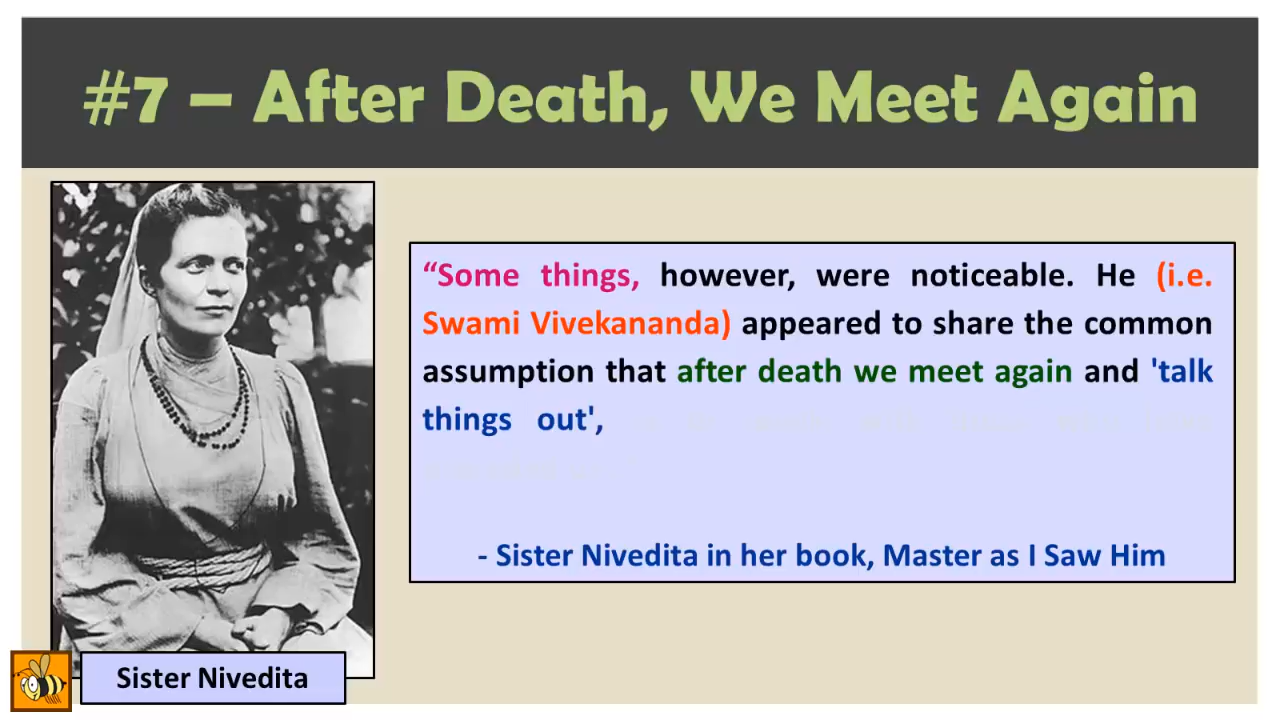 #7 – After Death, We Meet Again
“Some things, however, were noticeable. He (i.e.
Swami Vivekananda) appeared to share the common
assumption that after death we meet again and 'talk
things out',
- Sister Nivedita in her book, Master as I Saw Him
Sister Nivedita